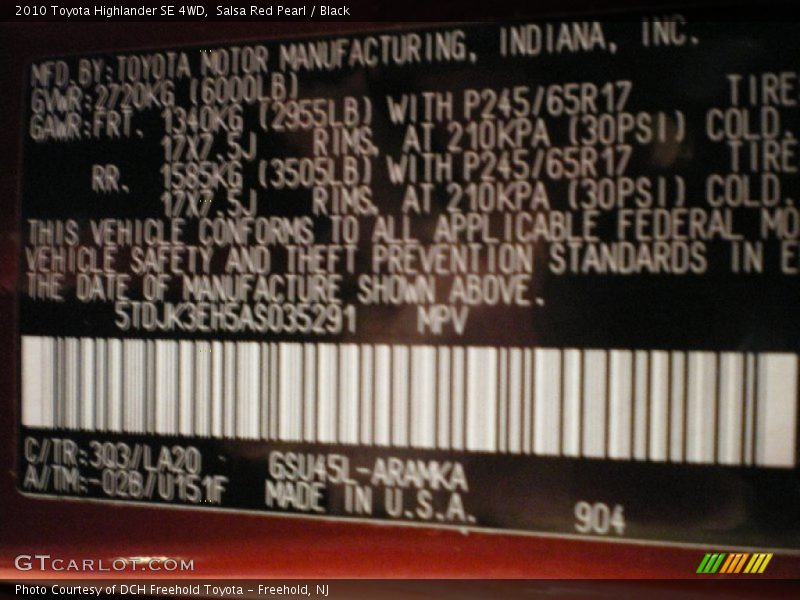 2010 Toyota Highlander SE 4WD, Salsa Red Pearl / Black
MFD.BY:TOYOTA MOTOR MANUFACTURING, INDIANA, INC.
GVWR:2720KG (6000LB)
GAWR:FRT. 1340KG (2955LB) WITH P245/65R17 TIRE
17X7.5J RIMS, AT 210KPA (30PSI) COLD.
RR. 1585KG (3505LB) WITH P245/65R17 TIRE
17X7.5J RIMS, AT 210KPA (30PSI) COLD.
THIS VEHICLE CONFORMS TO ALL APPLICABLE FEDERAL MO
VEHICLE SAFETY AND THEFT PREVENTION STANDARDS IN E
THE DATE OF MANUFACTURE SHOWN ABOVE.
5TDJK3EH5AS035291 MPV
C/TR:3Q3/LA20 GSU45L-ARAMKA
A/TM:-02B/U151F MADE IN U.S.A.
904
GTCARLOT.COM
Photo Courtesy of DCH Freehold Toyota - Freehold, NJ